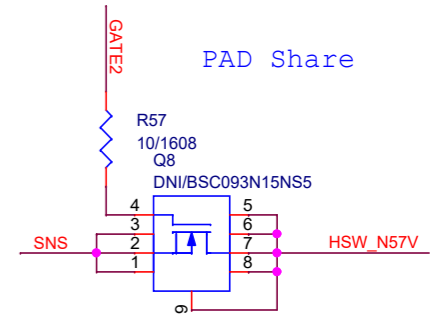 GATE2
PAD Share
R57
10/1608
Q8
DNI/BSC093N15NS5
4
5
3
6
SNS
2
7
HSW_N57V
1
8
9